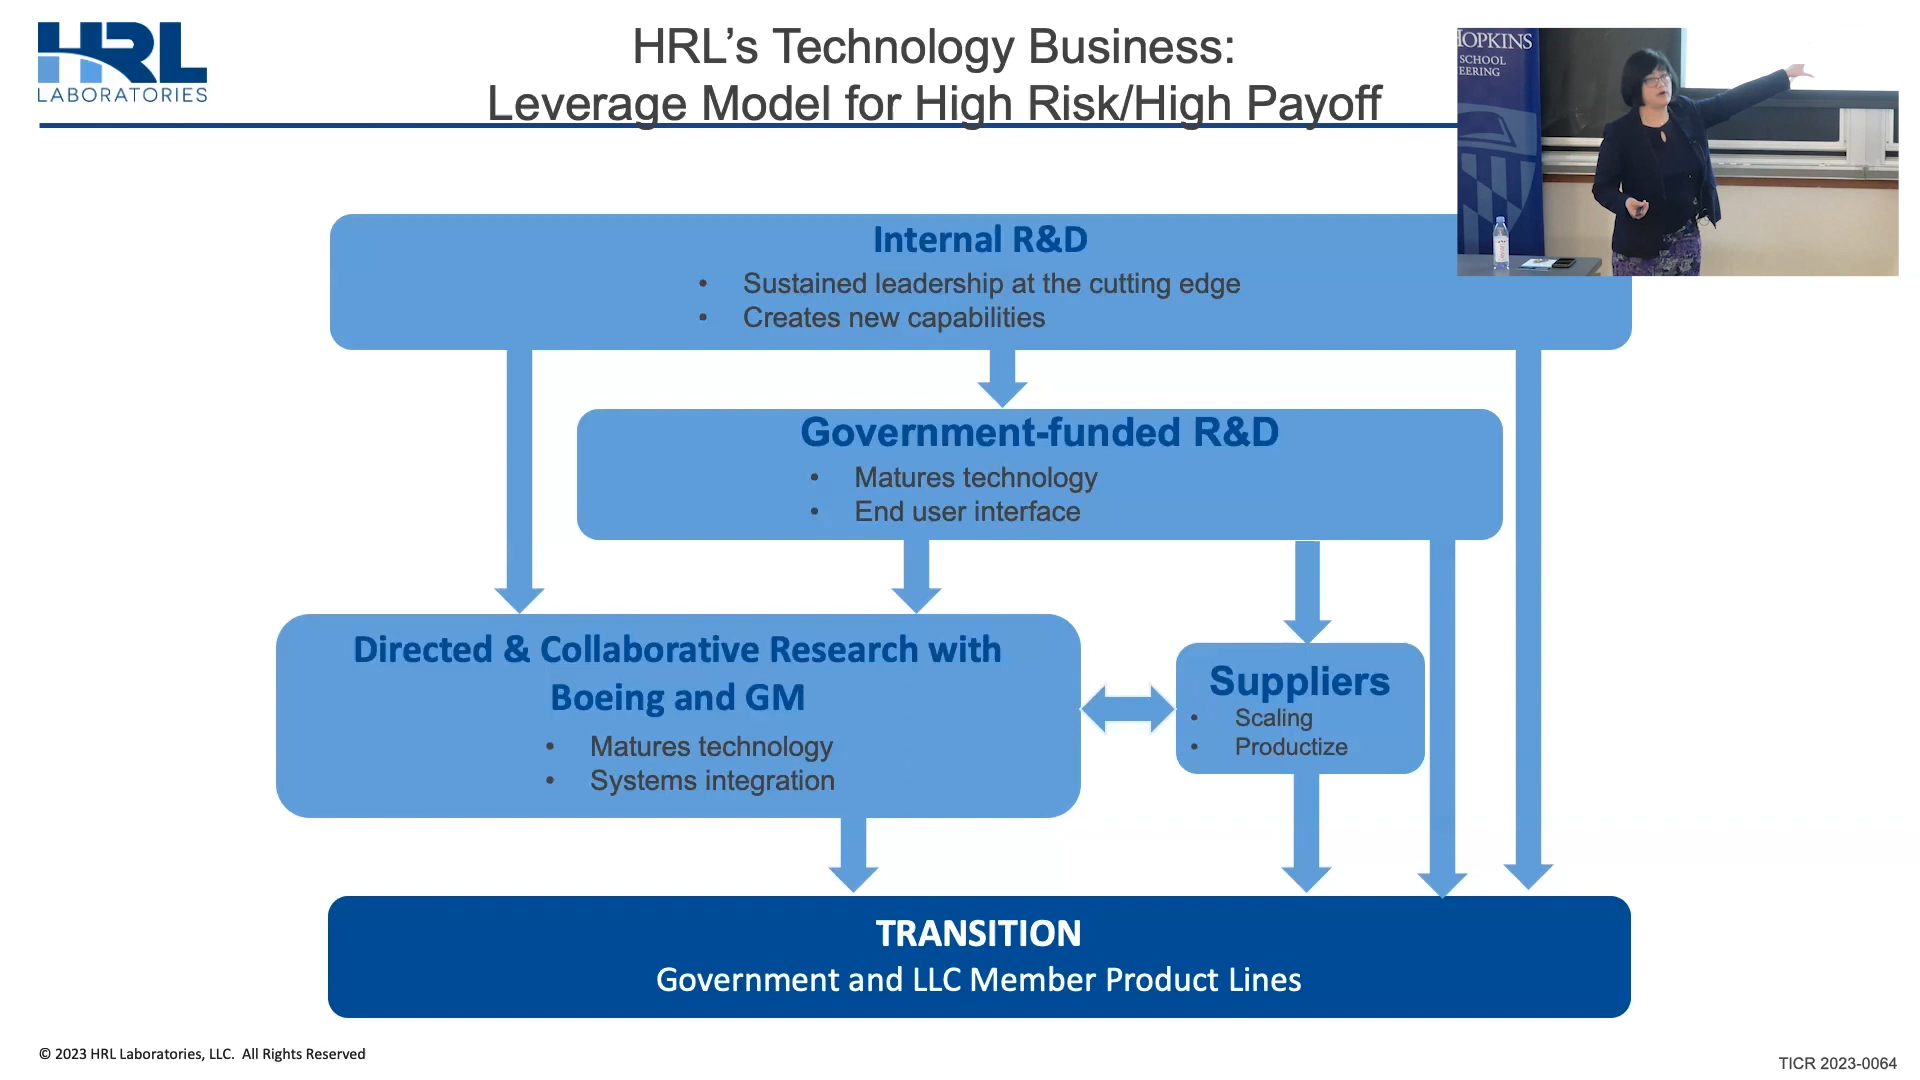 HRL
LABORATORIES
HRL's Technology Business:
Leverage Model for High Risk/High Payoff
HOPKINS
SCHOOL
EERING
Internal R&D
• Sustained leadership at the cutting edge
• Creates new capabilities
Government-funded R&D
• Matures technology
• End user interface
Directed & Collaborative Research with
Boeing and GM
• Matures technology
• Systems integration
Suppliers
• Scaling
• Productize
TRANSITION
Government and LLC Member Product Lines
© 2023 HRL Laboratories, LLC. All Rights Reserved
TICR 2023-0064